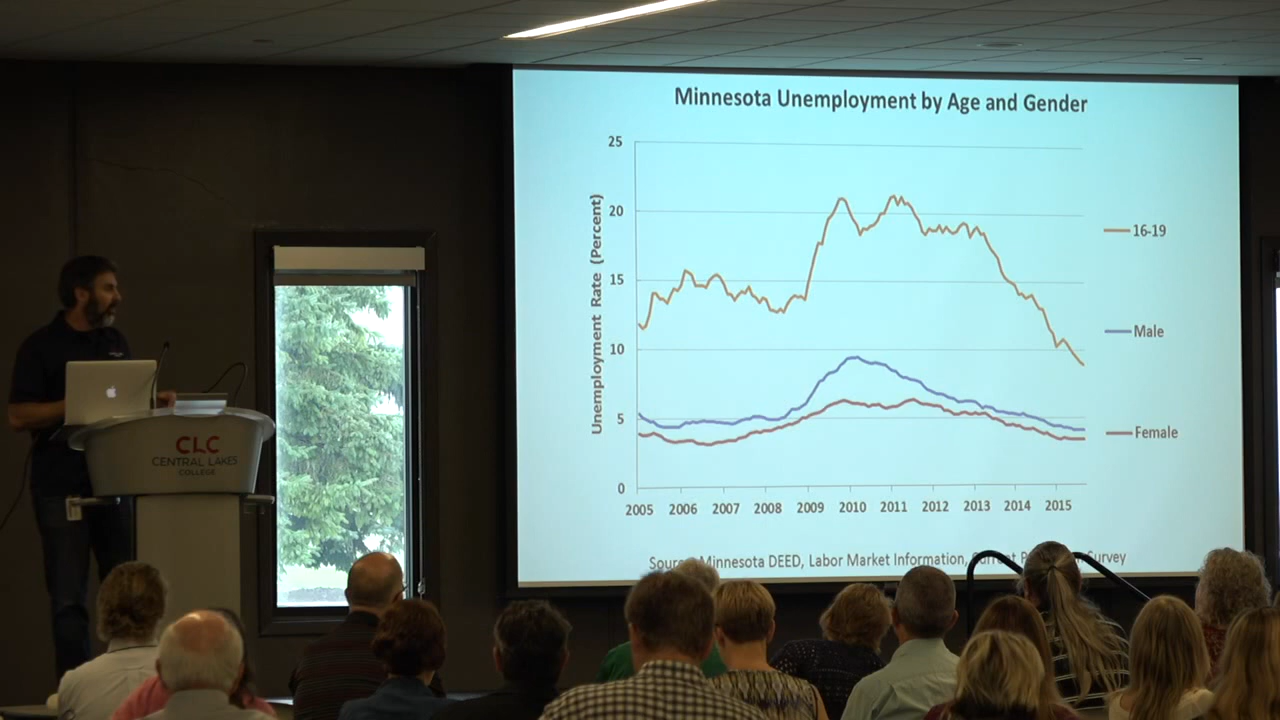 Minnesota Unemployment by Age and Gender
Unemployment Rate (Percent)
25
20
15
10
5
0
2005 2006 2007 2008 2009 2010 2011 2012 2013 2014 2015
16-19
Male
Female
Minnesota DEED, Labor Market Information, Survey
CLC
CENTRAL LAKES
COLLEGE